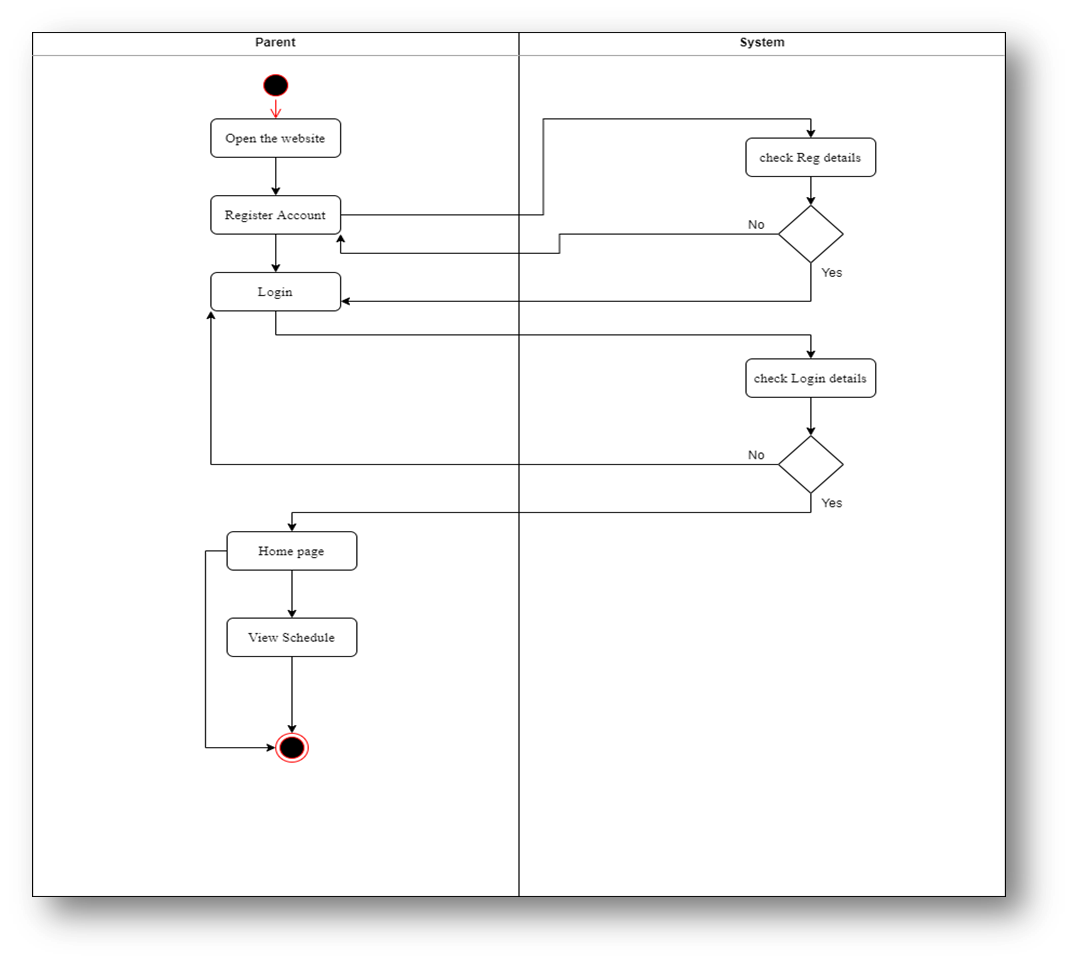 Parent
System
Open the website
check Reg details
Register Account
No
Yes
Login
check Login details
No
Yes
Home page
View Schedule